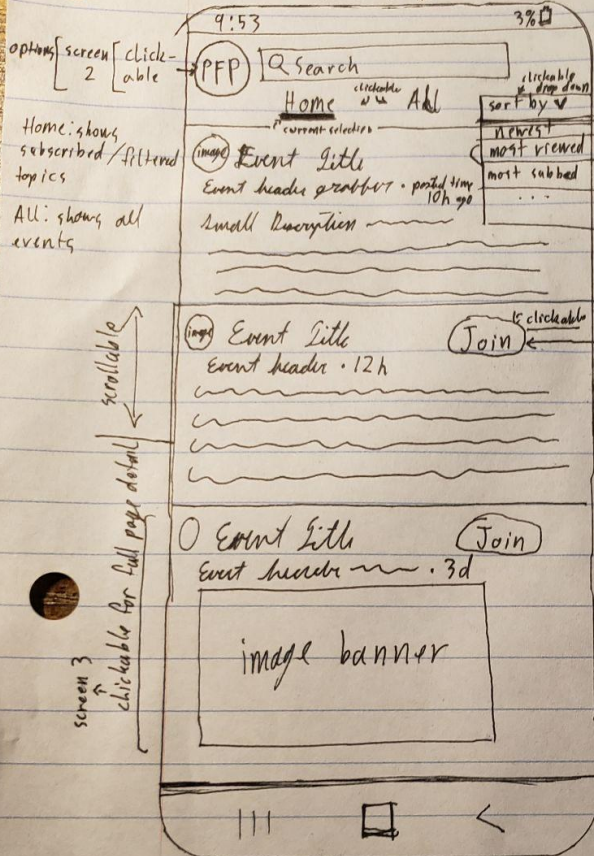 9:53 3%
options screen 2 click-able
PFP
Search
Home
clickable
All
clickable drop down
sort by
current selection
newest
most viewed
most subbed
...
Home: shows
subscribed/filtered
topics
All: shows all
events
image Event Title
Event header grabber • posted time
10h ago
Small Description
image Event Title
clickable
Join
Event header • 12h
scrollable
Event Title
Join
Event header • 3d
image banner
screen 3
clickable for full page detail